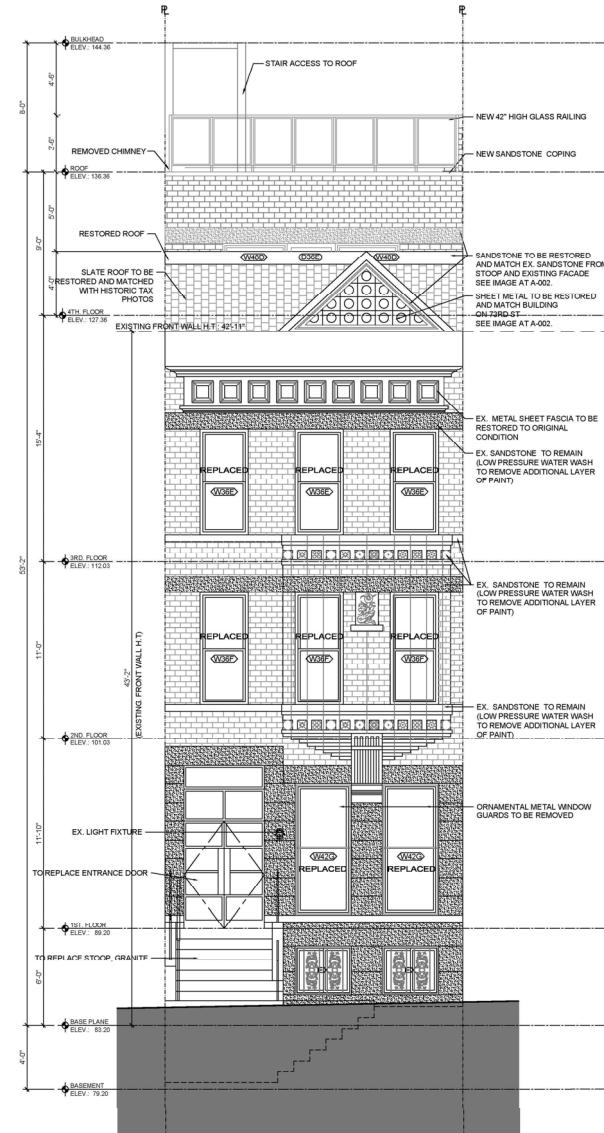 PL
PL
BULKHEAD
ELEV.: 144.36
STAIR ACCESS TO ROOF
8'-0"
4'-6"
NEW 42" HIGH GLASS RAILING
2'-6"
REMOVED CHIMNEY
NEW SANDSTONE COPING
ROOF
ELEV.: 136.36
5'-0"
9'-0"
RESTORED ROOF
W40D
D36E
W40D
SANDSTONE TO BE RESTORED
AND MATCH EX. SANDSTONE FROM
STOOP AND EXISTING FACADE
SEE IMAGE AT A-002.
SLATE ROOF TO BE
RESTORED AND MATCHED
WITH HISTORIC TAX
PHOTOS
4'-0"
SHEET METAL TO BE RESTORED
AND MATCH BUILDING
ON 73RD ST
SEE IMAGE AT A-002.
4TH. FLOOR
ELEV.: 127.36
EXISTING FRONT WALL H.T : 42'-11"
EX. METAL SHEET FASCIA TO BE
RESTORED TO ORIGINAL
CONDITION
15'-4"
EX. SANDSTONE TO REMAIN
(LOW PRESSURE WATER WASH
TO REMOVE ADDITIONAL LAYER
OF PAINT)
REPLACED REPLACED REPLACED
W36E W36E W36E
3RD. FLOOR
ELEV.: 112.03
53'-2"
EX. SANDSTONE TO REMAIN
(LOW PRESSURE WATER WASH
TO REMOVE ADDITIONAL LAYER
OF PAINT)
REPLACED REPLACED REPLACED
11'-0"
W36F W36F W36F
43'-2"
(EXISTING FRONT WALL H.T)
EX. SANDSTONE TO REMAIN
(LOW PRESSURE WATER WASH
TO REMOVE ADDITIONAL LAYER
OF PAINT)
2ND. FLOOR
ELEV.: 101.03
ORNAMENTAL METAL WINDOW
GUARDS TO BE REMOVED
11'-10"
EX. LIGHT FIXTURE
W42G W42G
REPLACED REPLACED
TO REPLACE ENTRANCE DOOR
1ST. FLOOR
ELEV.: 89.20
TO REPLACE STOOP, GRANITE
6'-0"
BASE PLANE
ELEV.: 83.20
4'-0"
BASEMENT
ELEV.: 79.20